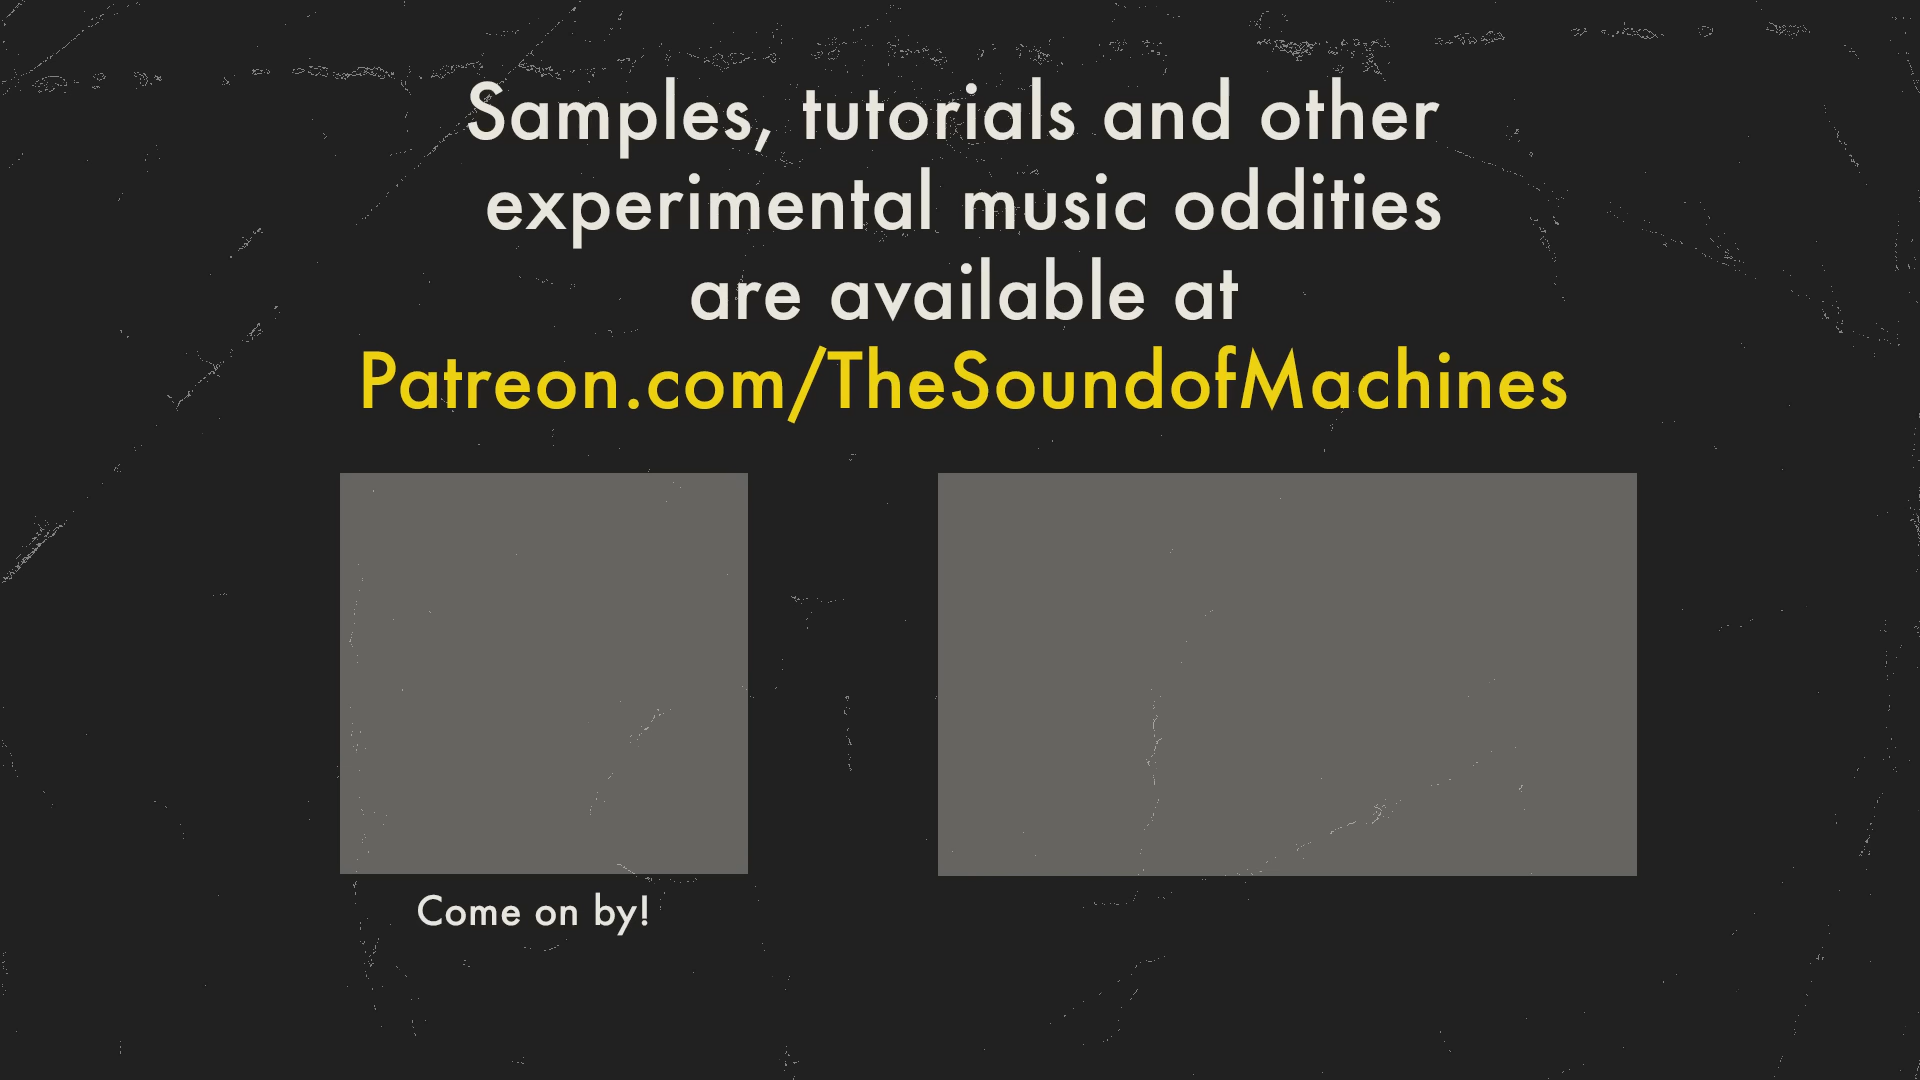 Samples, tutorials and other
experimental music oddities
are available at
Patreon.com/TheSoundofMachines
Come on by!